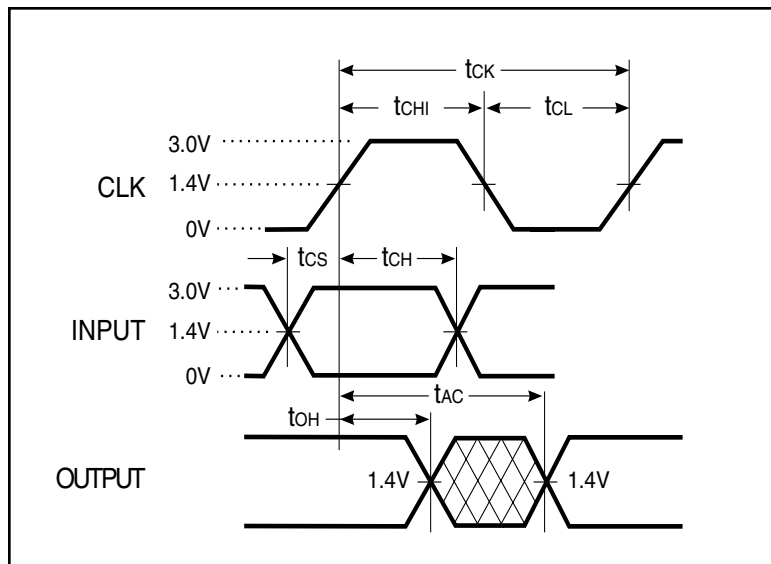 tCK
tCHI tCL
3.0V
CLK 1.4V
0V
tCS tCH
3.0V
INPUT 1.4V
0V
tAC
tOH
OUTPUT 1.4V 1.4V